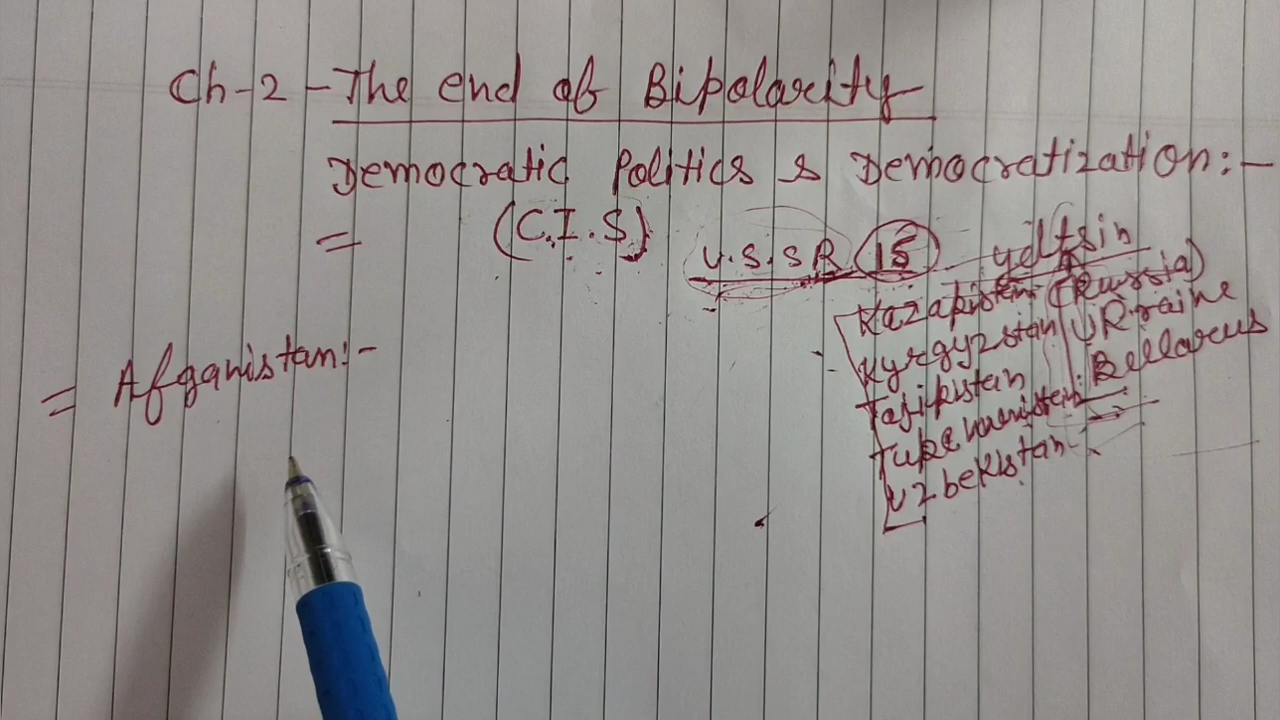 Ch-2-The end of Bipolarity
Democratic Politics & Democratization:-
= (C.I.S)
U.S.S.R 15 yeltsin
Kazakistan (Russia)
Kyrgyzstan UKraine
Tajikistan Bellarus
Uzbekistan
= Afganistan:-